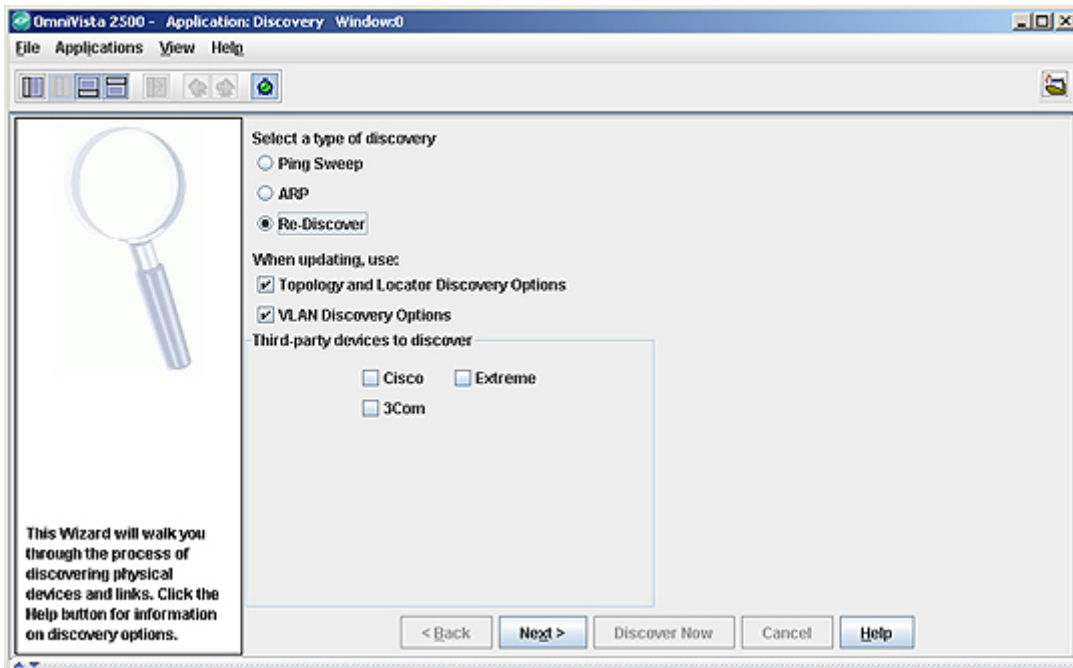 OmniVista 2500 - Application: Discovery Window:0
File Applications View Help
Select a type of discovery
Ping Sweep
ARP
Re-Discover
When updating, use:
Topology and Locator Discovery Options
VLAN Discovery Options
Third-party devices to discover
Cisco Extreme
3Com
This Wizard will walk you
through the process of
discovering physical
devices and links. Click the
Help button for information
on discovery options.
< Back Next > Discover Now Cancel Help